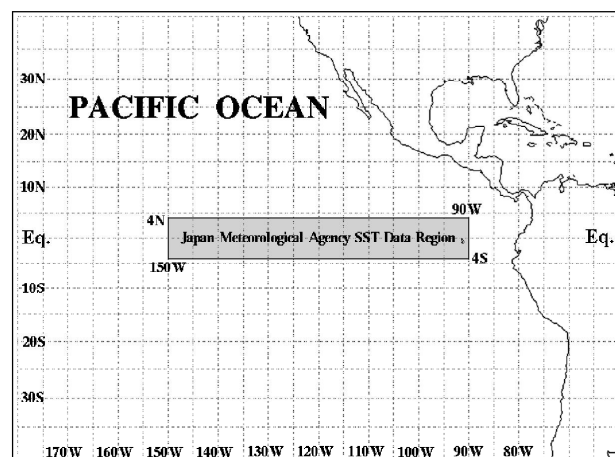 30N
PACIFIC OCEAN
20N
10N
4N
90W
Eq.
Japan Meteorological Agency SST Data Region
Eq.
150W
4S
10S
20S
30S
170W 160W 150W 140W 130W 120W 110W 100W 90W 80W